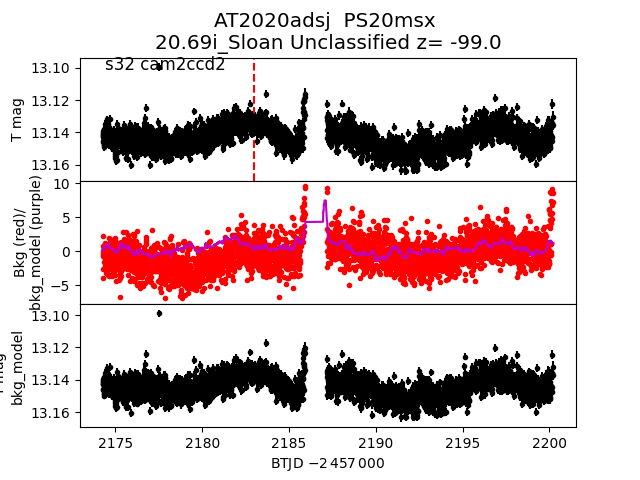 AT2020adsj PS20msx
20.69i_Sloan Unclassified z= -99.0
s32 cam2ccd2
T mag
13.10
13.12
13.14
13.16
Bkg (red)/
bkg_model (purple)
10
5
0
−5
bkg_model
13.10
13.12
13.14
13.16
2175 2180 2185 2190 2195 2200
BTJD −2 457 000